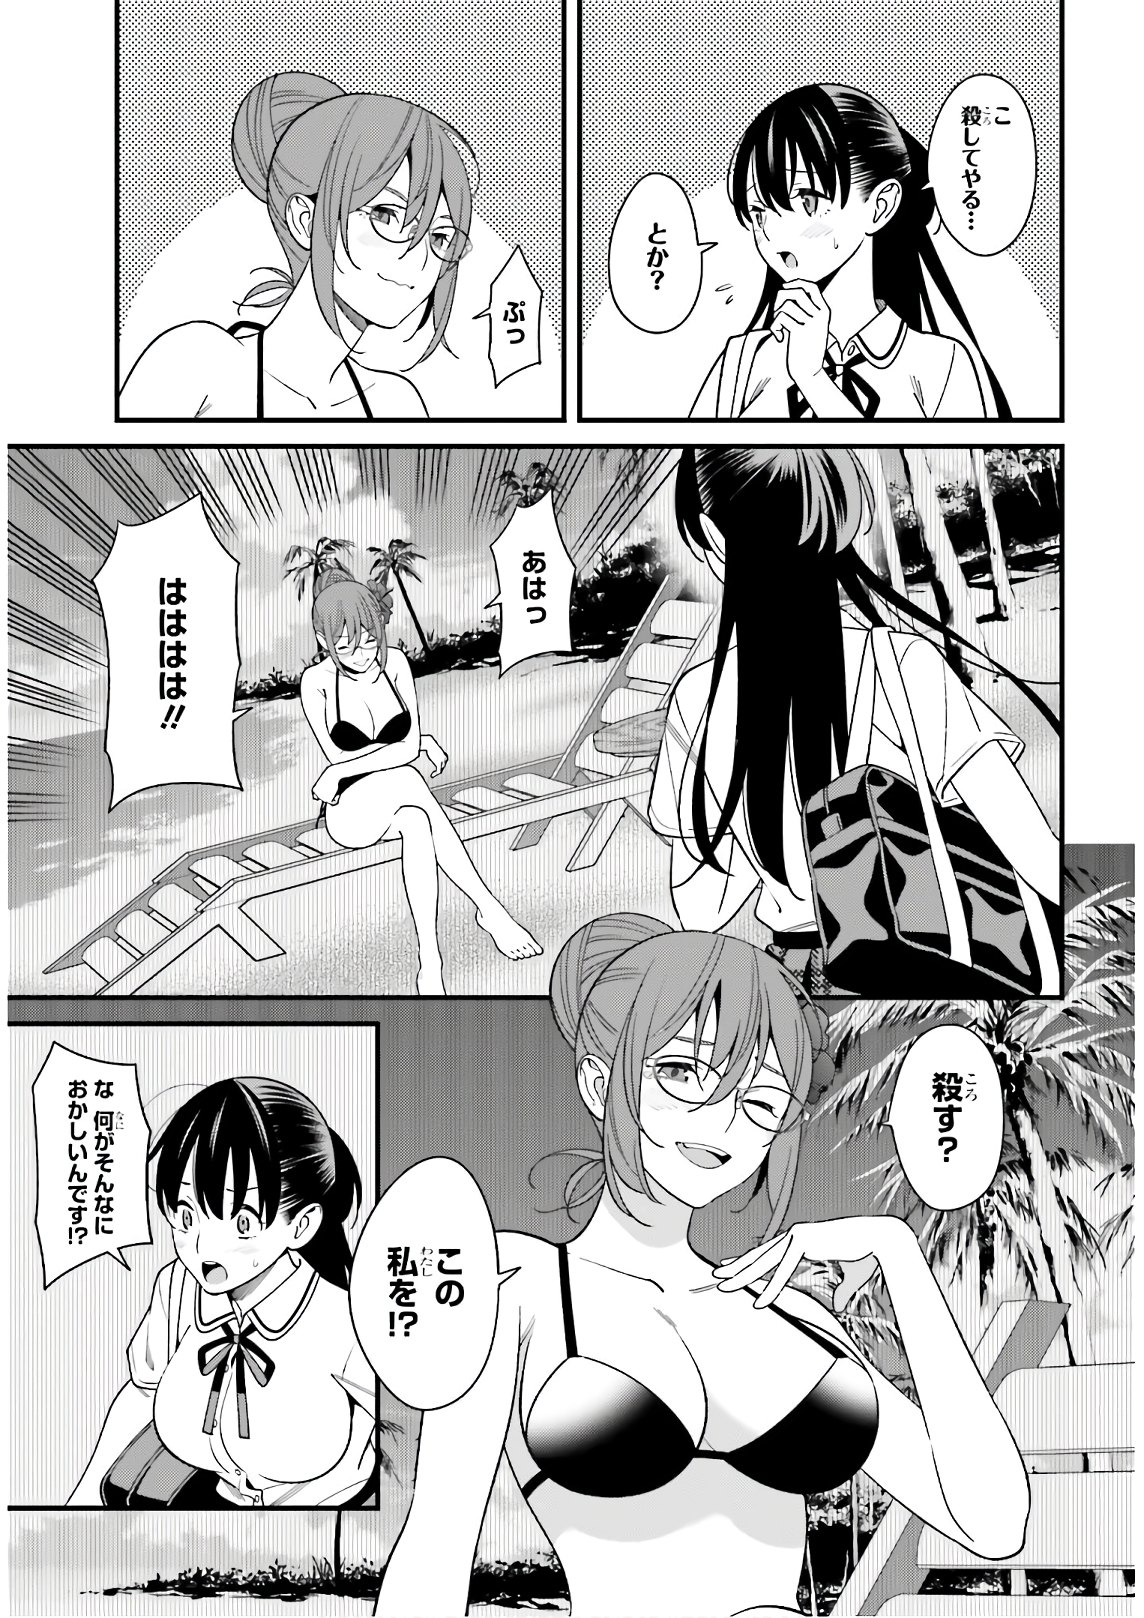 こ
殺してやる…
とか？
ぷっ
あはっ
はははは!!
殺す？
この
私を!?
な 何がそんなに
おかしいんです!?